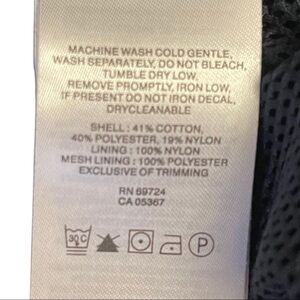 MACHINE WASH COLD GENTLE,
WASH SEPARATELY, DO NOT BLEACH,
TUMBLE DRY LOW,
REMOVE PROMPTLY, IRON LOW,
IF PRESENT DO NOT IRON DECAL,
DRYCLEANABLE
SHELL : 41% COTTON,
40% POLYESTER, 19% NYLON
LINING : 100% NYLON
MESH LINING : 100% POLYESTER
EXCLUSIVE OF TRIMMING
RN 69724
CA 05367
30 C P